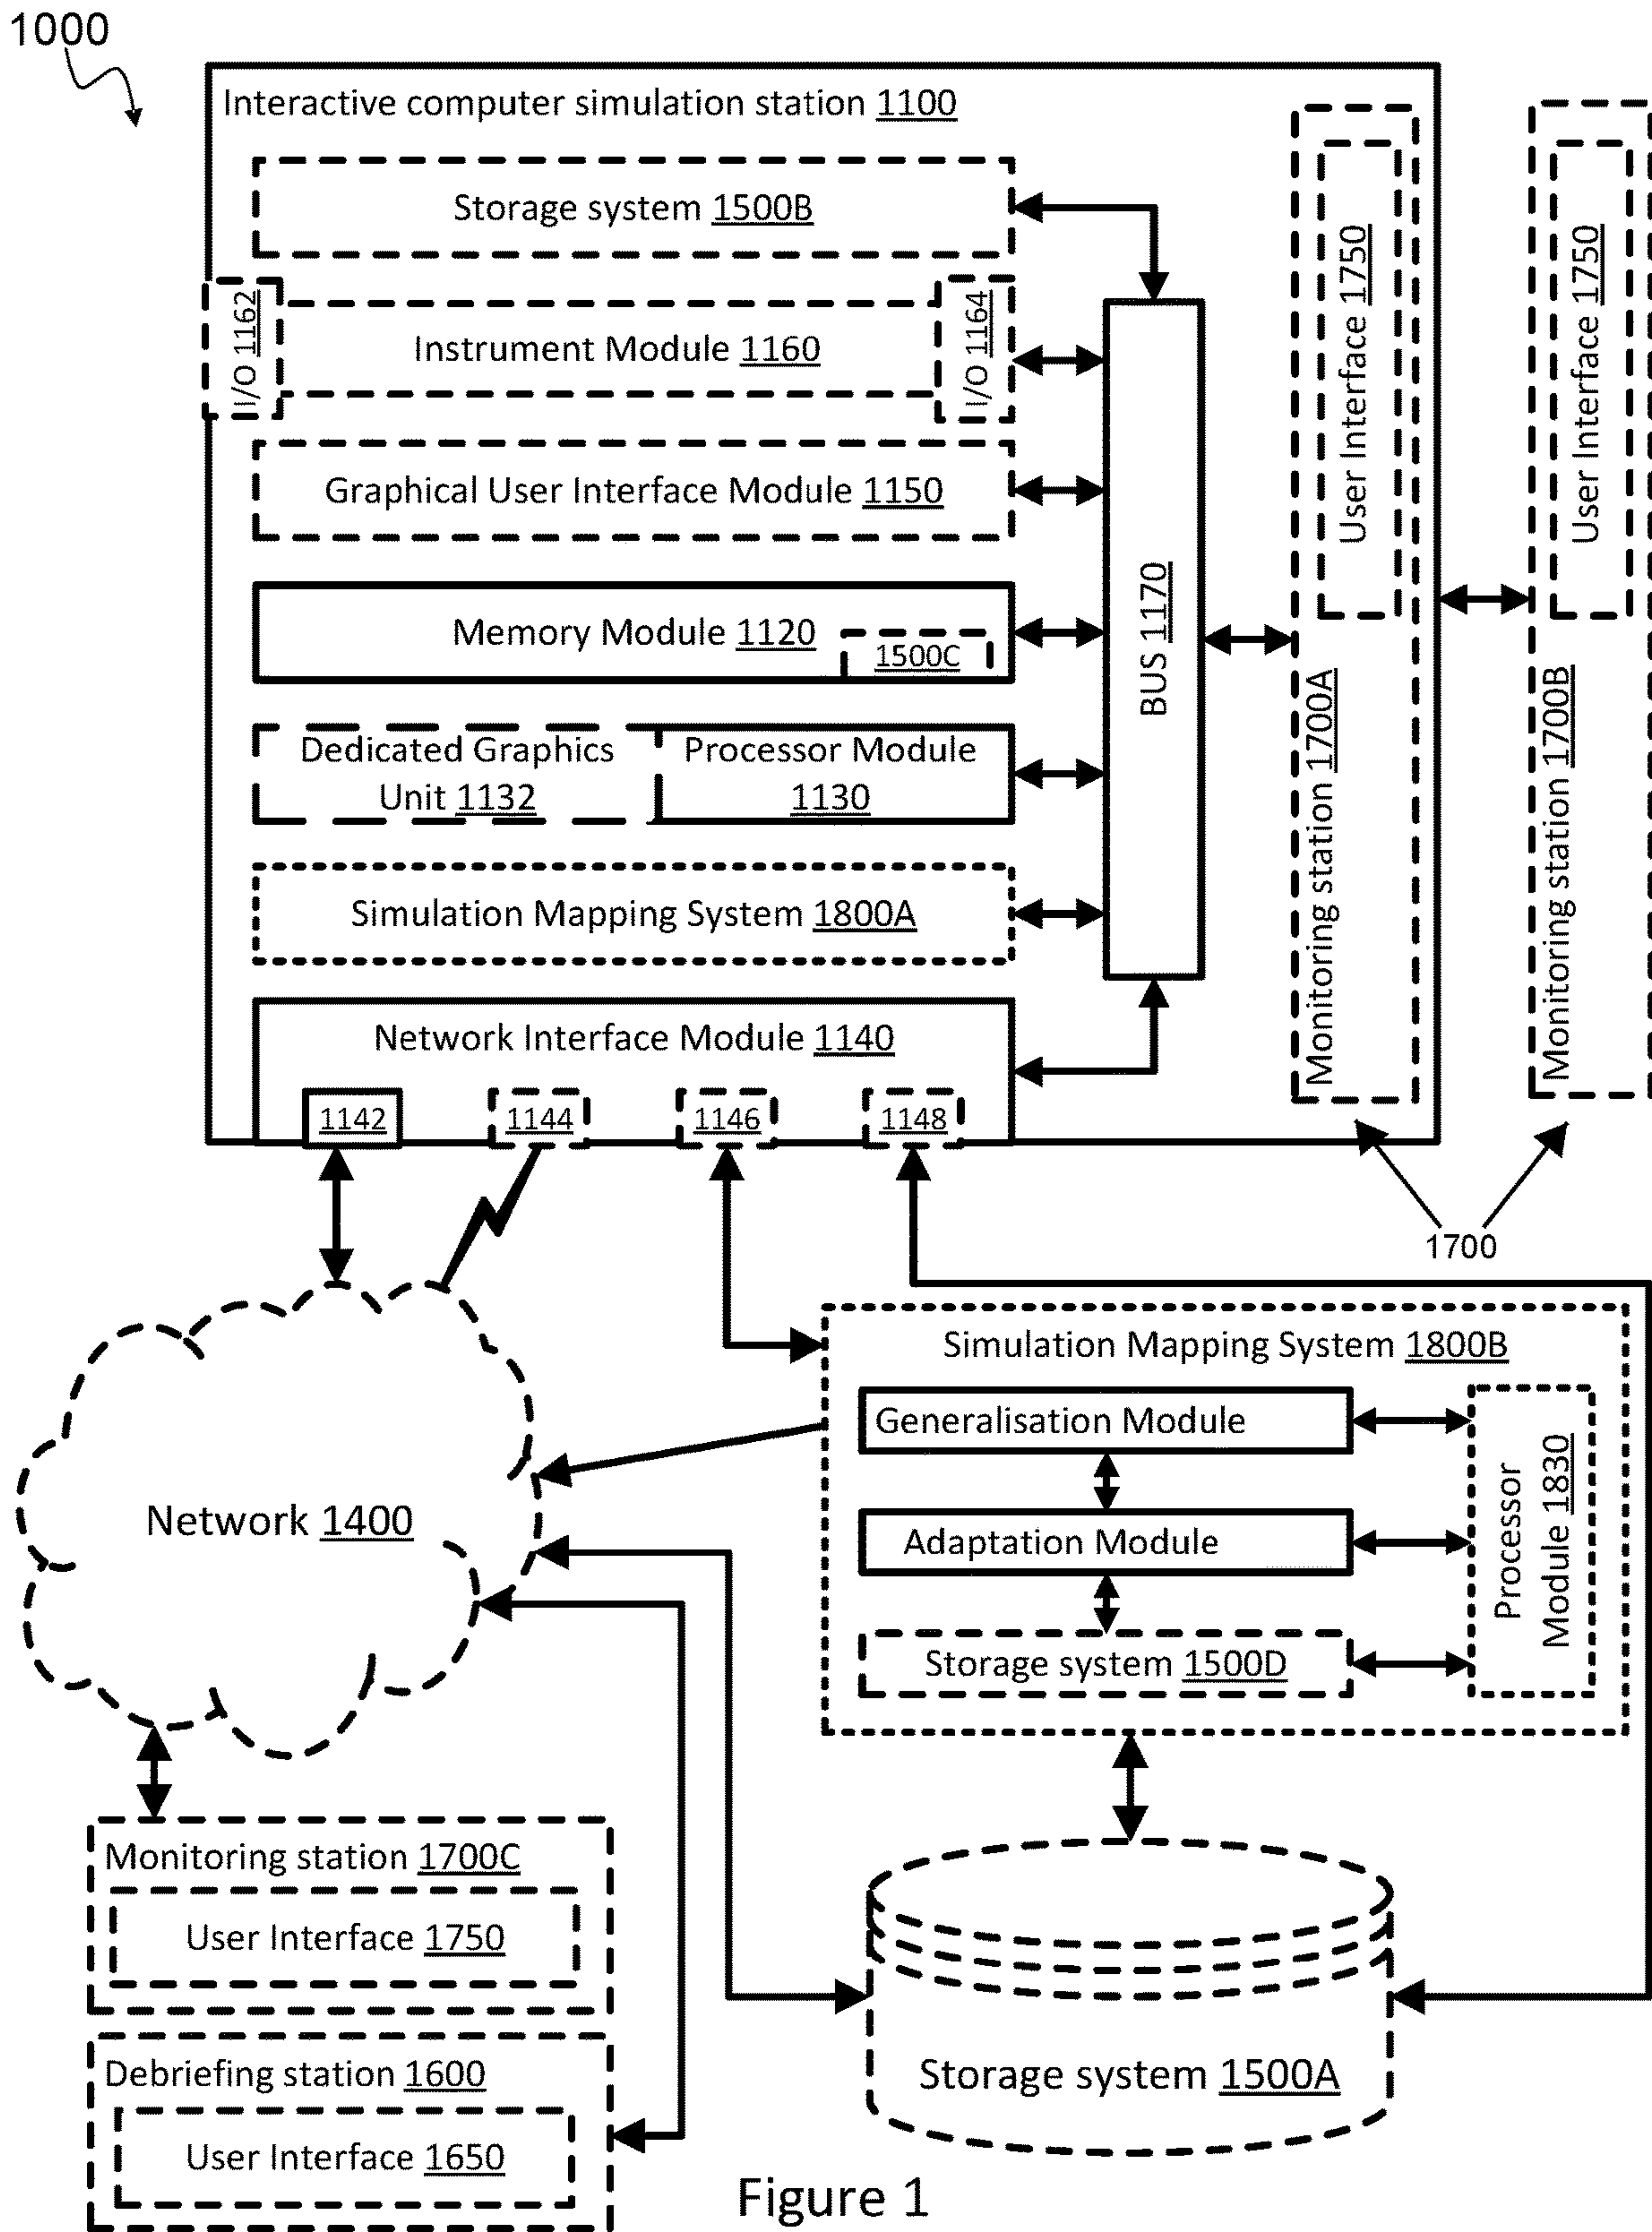 1000
Interactive computer simulation station 1100
Storage system 1500B
I/O 1162
Instrument Module 1160
I/O 1164
Graphical User Interface Module 1150
Memory Module 1120
1500C
Dedicated Graphics
Unit 1132
Processor Module
1130
Simulation Mapping System 1800A
Network Interface Module 1140
1142
1144
1146
1148
BUS 1170
User Interface 1750
Monitoring station 1700A
User Interface 1750
Monitoring station 1700B
1700
Simulation Mapping System 1800B
Generalisation Module
Adaptation Module
Storage system 1500D
Processor
Module 1830
Network 1400
Monitoring station 1700C
User Interface 1750
Debriefing station 1600
User Interface 1650
Storage system 1500A
Figure 1